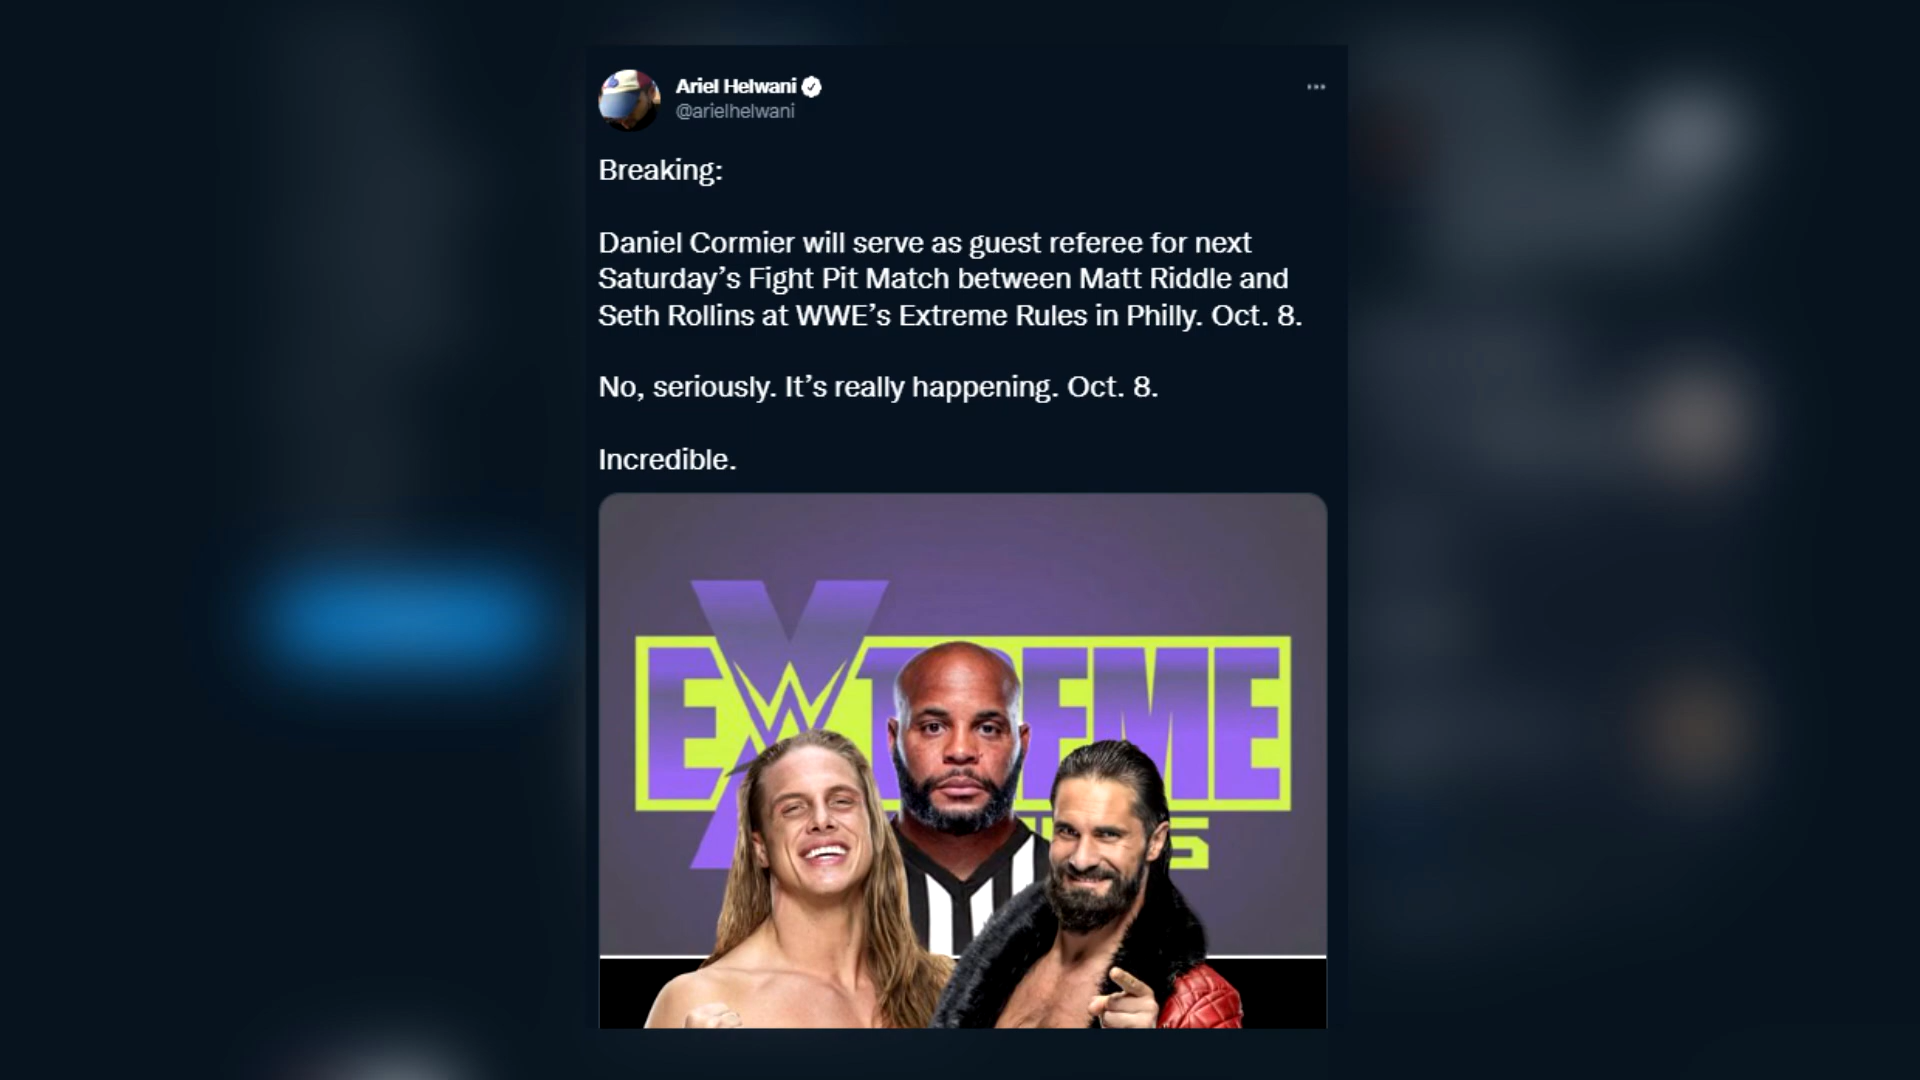 Ariel Helwani
@arielhelwani
Breaking:
Daniel Cormier will serve as guest referee for next
Saturday’s Fight Pit Match between Matt Riddle and
Seth Rollins at WWE’s Extreme Rules in Philly. Oct. 8.
No, seriously. It’s really happening. Oct. 8.
Incredible.
EXTREME